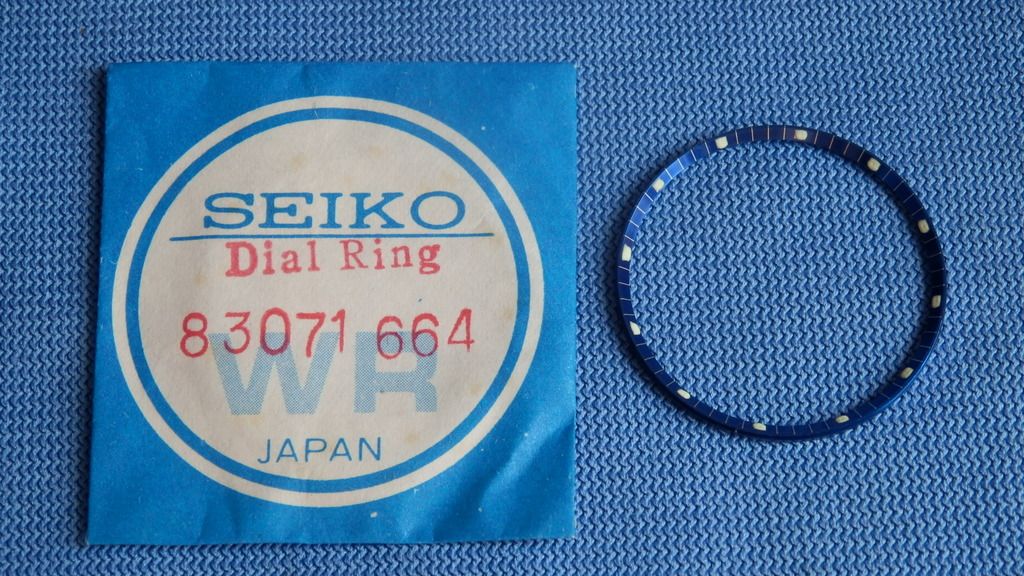 SEIKO
Dial Ring
83071 664
WR
JAPAN